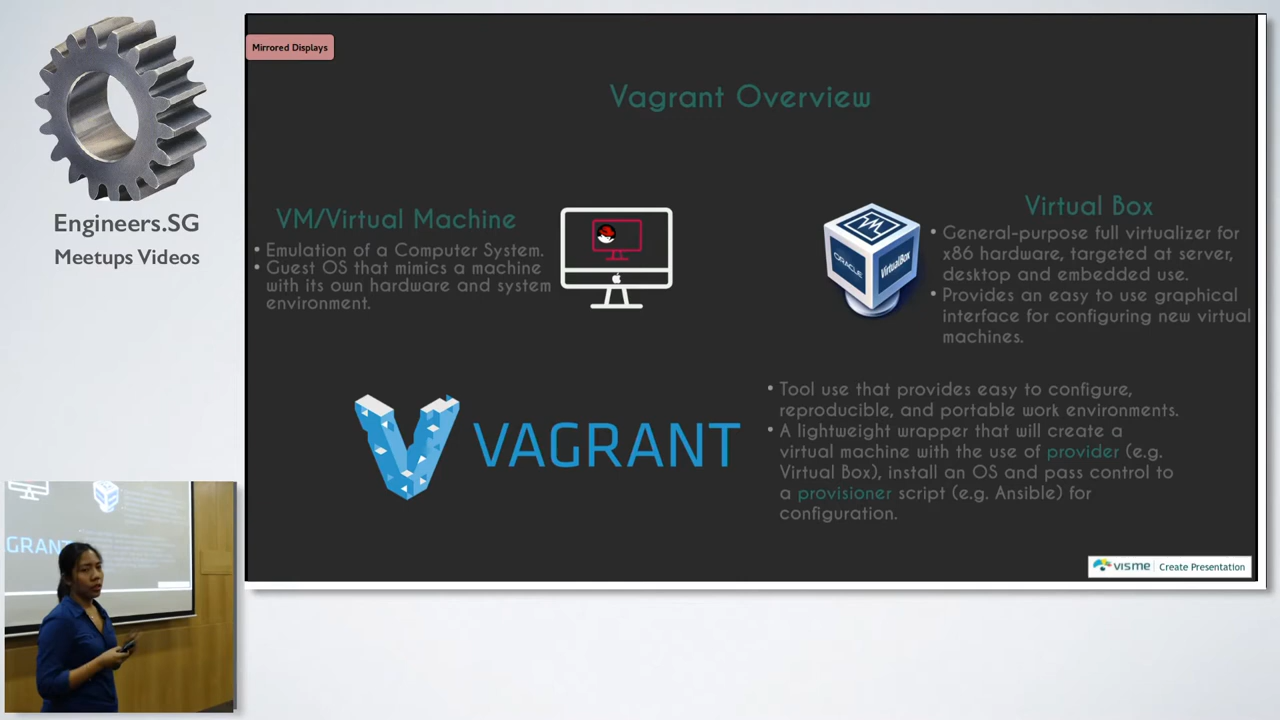 Mirrored Displays
Vagrant Overview
Engineers.SG
Meetups Videos
VM/Virtual Machine
• Emulation of a Computer System.
• Guest OS that mimics a machine
with its own hardware and system
environment.
ORACLE
VirtualBox
Virtual Box
• General-purpose full virtualizer for
x86 hardware, targeted at server,
desktop and embedded use.
• Provides an easy to use graphical
interface for configuring new virtual
machines.
VAGRANT
• Tool use that provides easy to configure,
reproducible, and portable work environments.
• A lightweight wrapper that will create a
virtual machine with the use of provider (e.g.
Virtual Box), install an OS and pass control to
a provisioner script (e.g. Ansible) for
configuration.
visme Create Presentation
GRANT